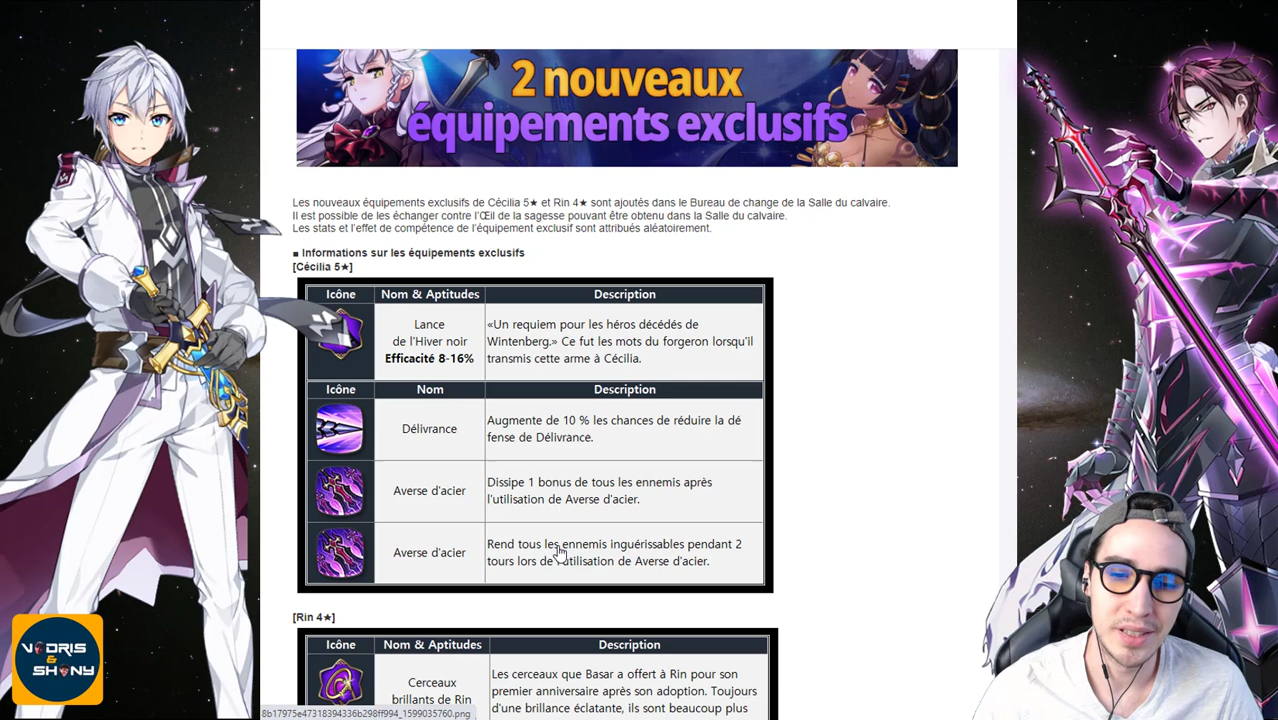 2 nouveaux
équipements exclusifs
Les nouveaux équipements exclusifs de Cécilia 5★ et Rin 4★ sont ajoutés dans le Bureau de change de la Salle du calvaire.
Il est possible de les échanger contre l'Œil de la sagesse pouvant être obtenu dans la Salle du calvaire.
Les stats et l'effet de compétence de l'équipement exclusif sont attribués aléatoirement.
■ Informations sur les équipements exclusifs
[Cécilia 5★]
Icône Nom & Aptitudes Description
Lance
de l'Hiver noir
Efficacité 8-16%
«Un requiem pour les héros décédés de
Wintenberg.» Ce fut les mots du forgeron lorsqu'il
transmis cette arme à Cécilia.
Icône Nom Description
Délivrance
Augmente de 10 % les chances de réduire la dé
fense de Délivrance.
Averse d'acier
Dissipe 1 bonus de tous les ennemis après
l'utilisation de Averse d'acier.
Averse d'acier
Rend tous les ennemis inguérissables pendant 2
tours lors de l'utilisation de Averse d'acier.
[Rin 4★]
Icône Nom & Aptitudes Description
Cerceaux
brillants de Rin
Les cerceaux que Basar a offert à Rin pour son
premier anniversaire après son adoption. Toujours
d'une brillance éclatante, ils sont beaucoup plus
8b17975e47318394336b298ff994_1599035760.png
VODRIS
&
SHONY